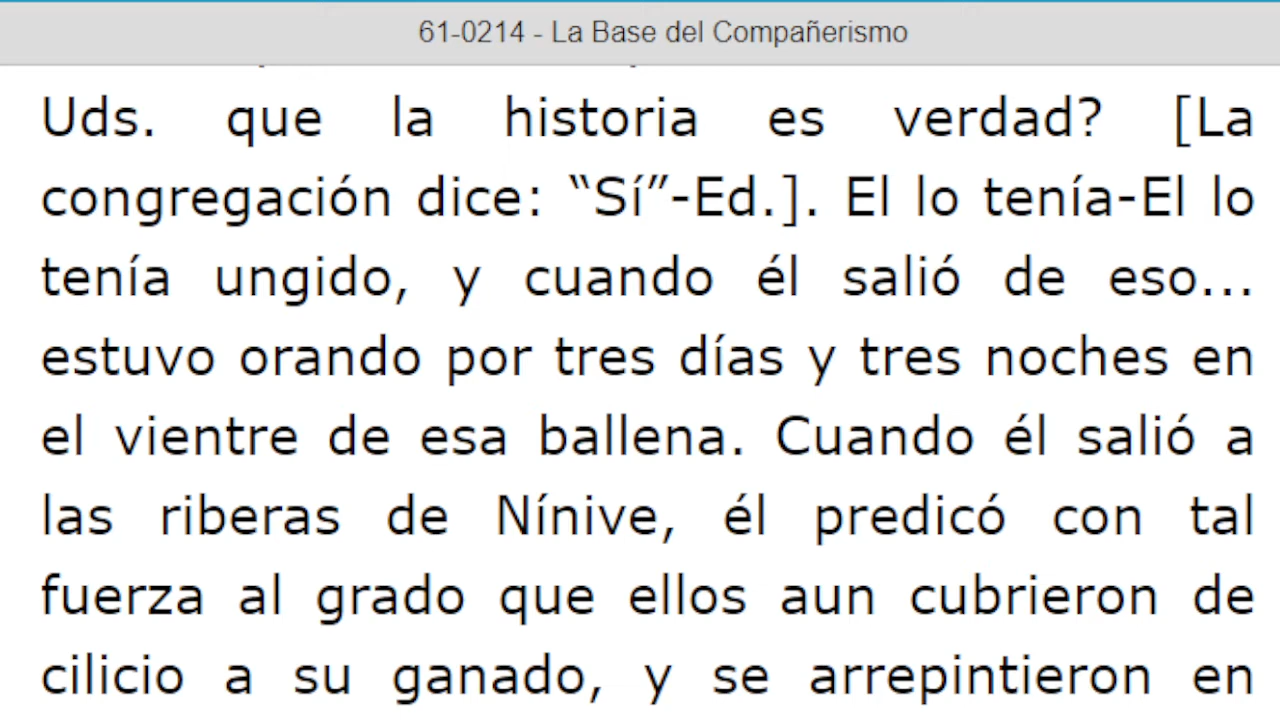 61-0214 - La Base del Compañerismo
Uds. que la historia es verdad? [La
congregación dice: “Sí”-Ed.]. El lo tenía-El lo
tenía ungido, y cuando él salió de eso...
estuvo orando por tres días y tres noches en
el vientre de esa ballena. Cuando él salió a
las riberas de Nínive, él predicó con tal
fuerza al grado que ellos aun cubrieron de
cilicio a su ganado, y se arrepintieron en